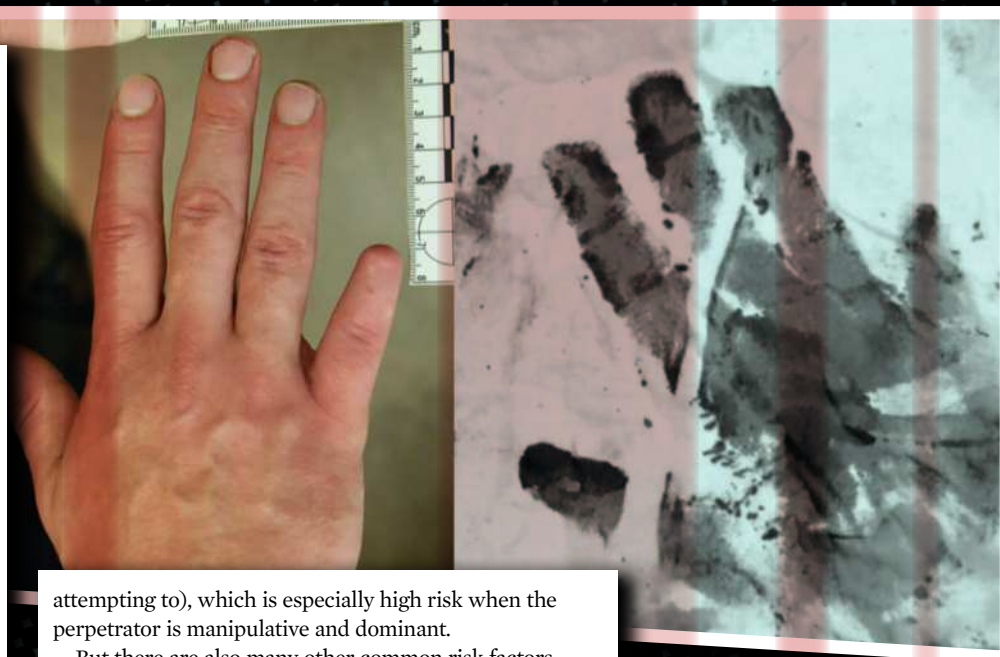 attempting to), which is especially high risk when the
perpetrator is manipulative and dominant.
But there are also many other common risk factors